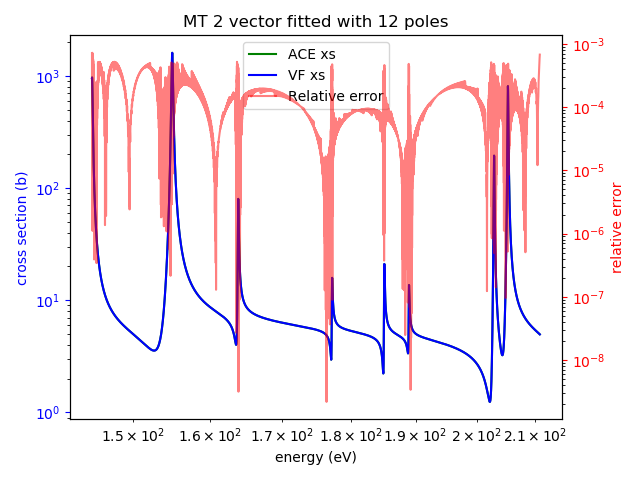 MT 2 vector fitted with 12 poles
ACE xs
VF xs
Relative error
cross section (b)
10³
10²
10¹
10⁰
10⁻³
10⁻⁴
10⁻⁵
10⁻⁶
10⁻⁷
10⁻⁸
relative error
1.5 × 10² 1.6 × 10² 1.7 × 10² 1.8 × 10² 1.9 × 10² 2 × 10² 2.1 × 10²
energy (eV)